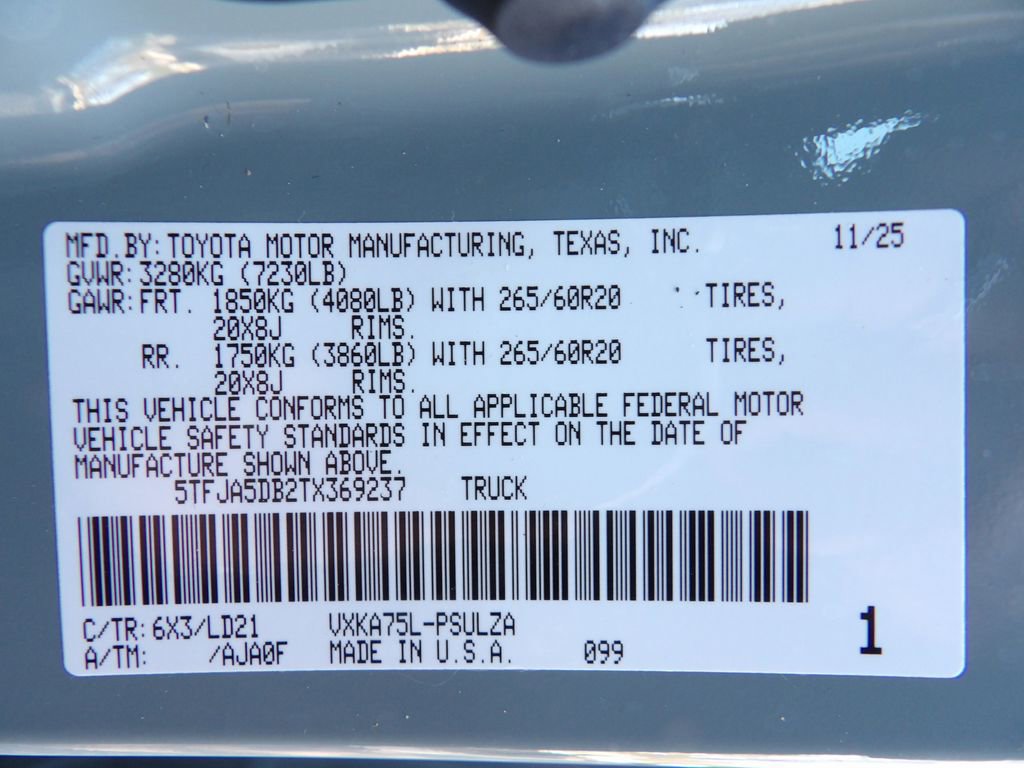 MFD.BY: TOYOTA MOTOR MANUFACTURING, TEXAS, INC. 11/25
GVWR: 3280KG (7230LB)
GAWR: FRT. 1850KG (4080LB) WITH 265/60R20 TIRES,
20X8J RIMS.
RR. 1750KG (3860LB) WITH 265/60R20 TIRES,
20X8J RIMS.
THIS VEHICLE CONFORMS TO ALL APPLICABLE FEDERAL MOTOR
VEHICLE SAFETY STANDARDS IN EFFECT ON THE DATE OF
MANUFACTURE SHOWN ABOVE.
5TFJA5DB2TX369237 TRUCK
C/TR: 6X3/LD21 VXKA75L-PSULZA 1
A/TM: /AJA0F MADE IN U.S.A. 099